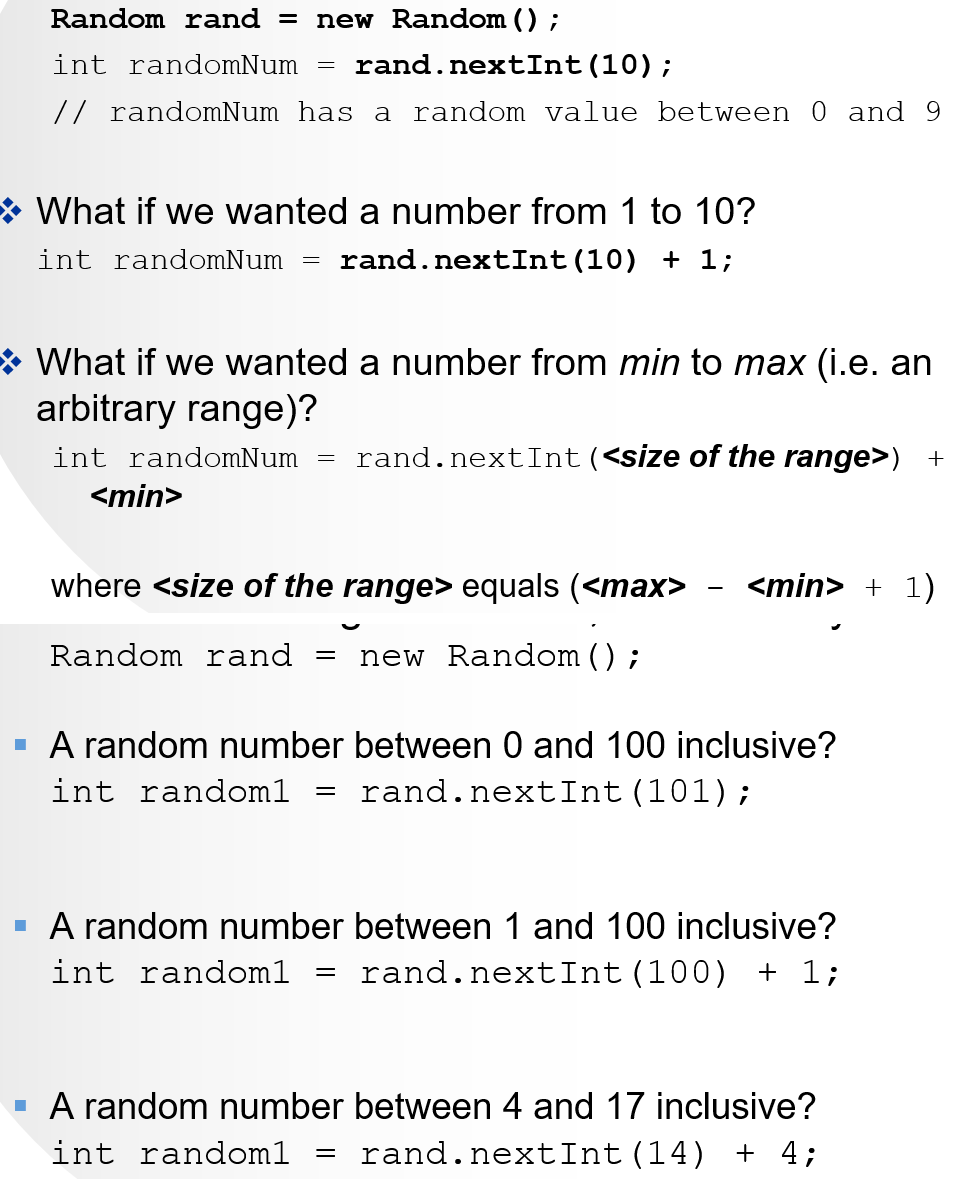 Random rand = new Random();
int randomNum = rand.nextInt(10);
// randomNum has a random value between 0 and 9
What if we wanted a number from 1 to 10?
int randomNum = rand.nextInt(10) + 1;
What if we wanted a number from min to max (i.e. an
arbitrary range)?
int randomNum = rand.nextInt(<size of the range>) +
<min>
where <size of the range> equals (<max> - <min> + 1)
Random rand = new Random();
A random number between 0 and 100 inclusive?
int random1 = rand.nextInt(101);
A random number between 1 and 100 inclusive?
int random1 = rand.nextInt(100) + 1;
A random number between 4 and 17 inclusive?
int random1 = rand.nextInt(14) + 4;